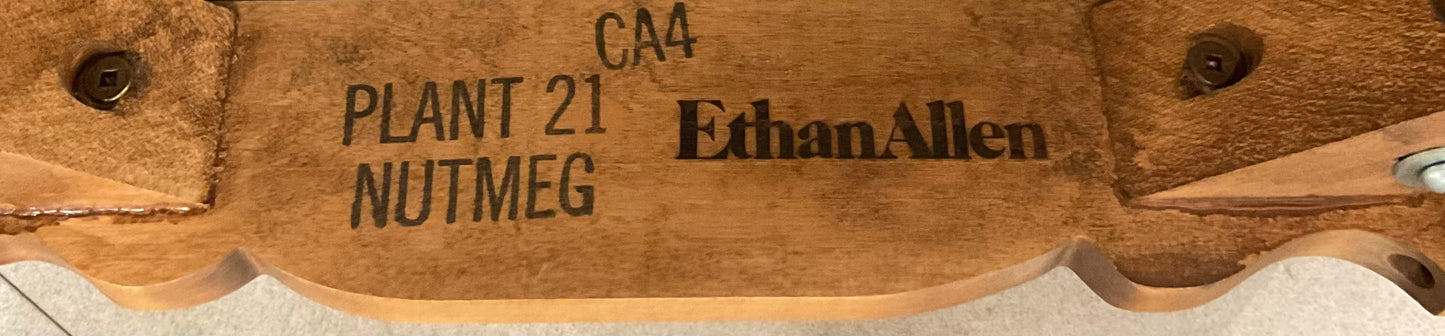 CA4
PLANT 21
EthanAllen
NUTMEG